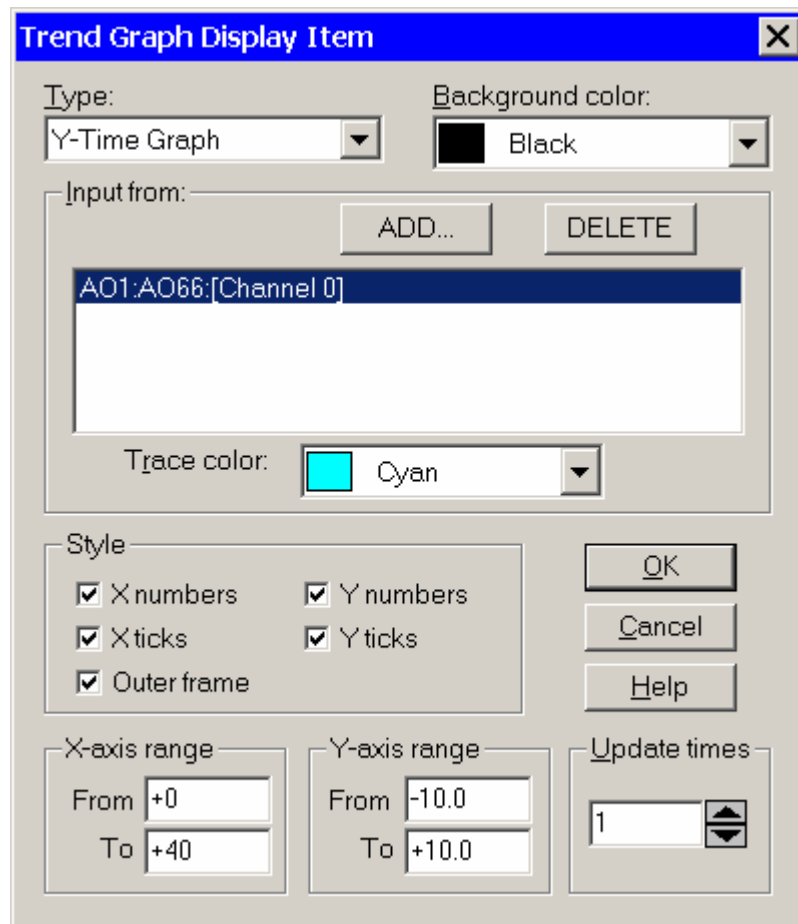 Trend Graph Display Item
Type: Background color:
Y-Time Graph Black
Input from:
ADD... DELETE
AO1:AO66:[Channel 0]
Trace color: Cyan
Style
X numbers Y numbers
X ticks Y ticks
Outer frame
OK
Cancel
Help
X-axis range
From +0
To +40
Y-axis range
From -10.0
To +10.0
Update times
1